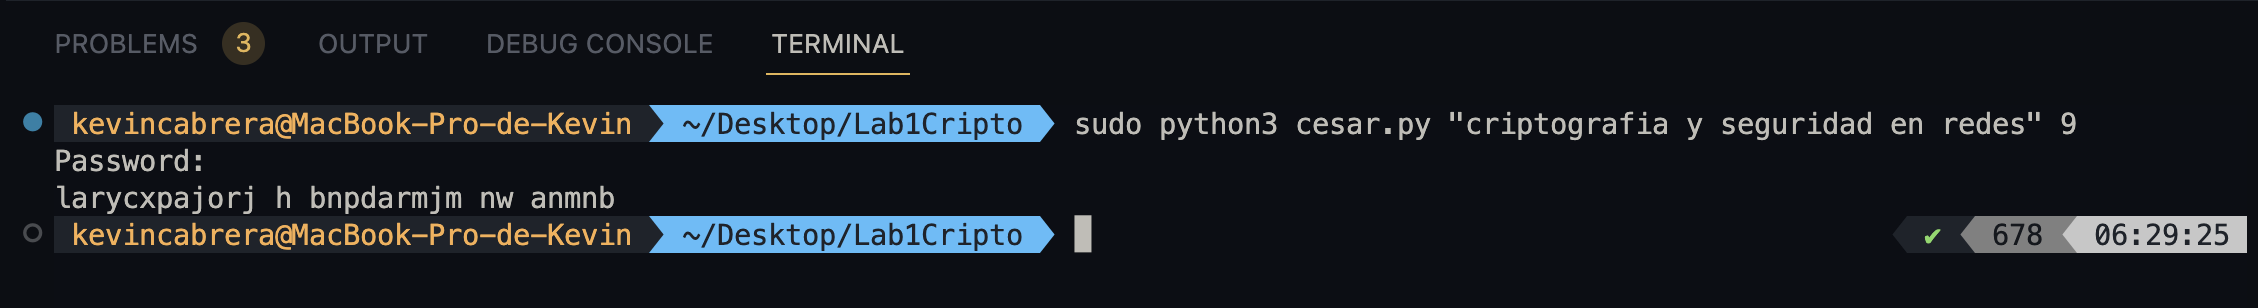 PROBLEMS 3 OUTPUT DEBUG CONSOLE TERMINAL
kevincabrera@MacBook-Pro-de-Kevin ~/Desktop/Lab1Cripto sudo python3 cesar.py "criptografia y seguridad en redes" 9
Password:
larycxpajorj h bnpdarmjm nw anmnb
kevincabrera@MacBook-Pro-de-Kevin ~/Desktop/Lab1Cripto ✔ 678 06:29:25